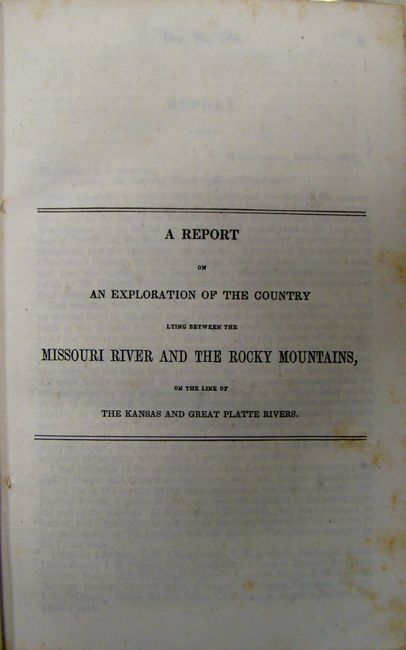 A REPORT
ON
AN EXPLORATION OF THE COUNTRY
LYING BETWEEN THE
MISSOURI RIVER AND THE ROCKY MOUNTAINS,
ON THE LINE OF
THE KANSAS AND GREAT PLATTE RIVERS.